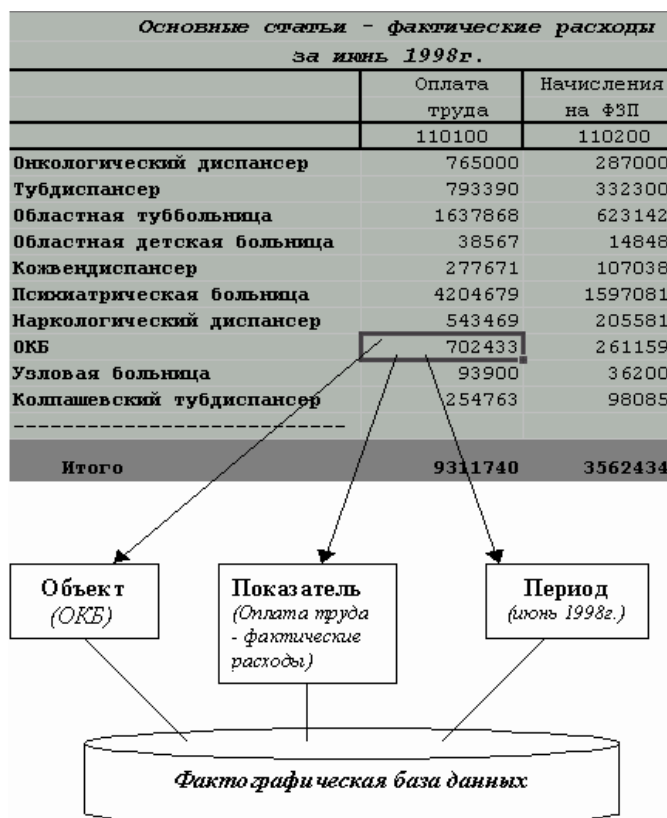 Основные статьи - фактические расходы
за июнь 1998г.
Оплата Начисления
труда на ФЗП
110100 110200
Онкологический диспансер 765000 287000
Тубдиспансер 793390 332300
Областная туббольница 1637868 623142
Областная детская больница 38567 14848
Кожвендиспансер 277671 107038
Психиатрическая больница 4204679 1597081
Наркологический диспансер 543469 205581
ОКБ 702433 261159
Узловая больница 93900 36200
Колпашевский тубдиспансер 254763 98085
---------------------------
Итого 9311740 3562434
Объект
(ОКБ)
Показатель
(Оплата труда
- фактические
расходы)
Период
(июнь 1998г.)
Фактографическая база данных